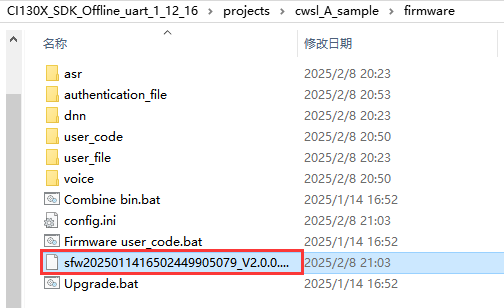 CI130X_SDK_Offline_uart_1_12_16 › projects › cwsl_A_sample › firmware
名称 修改日期
asr 2025/2/8 20:23
authentication_file 2025/2/8 20:53
dnn 2025/2/8 20:23
user_code 2025/2/8 20:50
user_file 2025/2/8 20:23
voice 2025/2/8 20:50
Combine bin.bat 2025/1/14 16:52
config.ini 2025/2/8 21:03
Firmware user_code.bat 2025/1/14 16:52
sfw2025011416502449905079_V2.0.0.... 2025/2/8 21:03
Upgrade.bat 2025/1/14 16:52